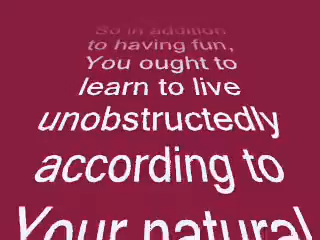 So in addition
to having fun,
You ought to
learn to live
unobstructedly
according to
Your natural